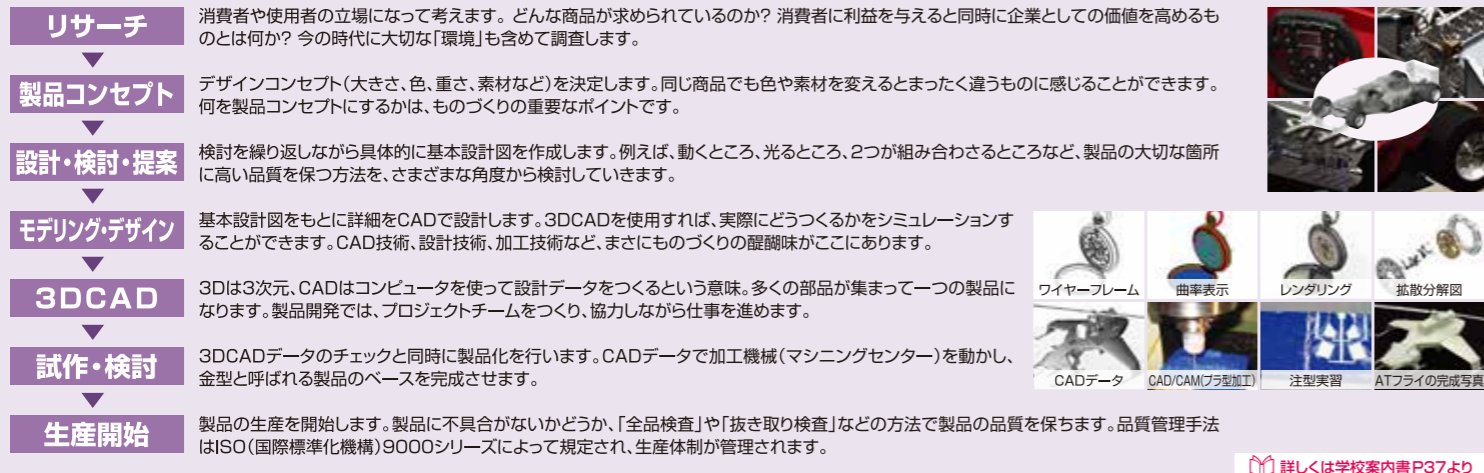 リサーチ
消費者や使用者の立場になって考えます。どんな商品が求められているのか? 消費者に利益を与えると同時に企業としての価値を高めるも
のとは何か? 今の時代に大切な「環境」も含めて調査します。
製品コンセプト
デザインコンセプト(大きさ、色、重さ、素材など)を決定します。同じ商品でも色や素材を変えるとまったく違うものに感じることができます。
何を製品コンセプトにするかは、ものづくりの重要なポイントです。
設計・検討・提案
検討を繰り返しながら具体的に基本設計図を作成します。例えば、動くところ、光るところ、2つが組み合わさるところなど、製品の大切な箇所
に高い品質を保つ方法を、さまざまな角度から検討していきます。
モデリング・デザイン
基本設計図をもとに詳細をCADで設計します。3DCADを使用すれば、実際にどうつくるかをシミュレーションす
ることができます。CAD技術、設計技術、加工技術など、まさにものづくりの醍醐味がここにあります。
3DCAD
3Dは3次元、CADはコンピュータを使って設計データをつくるという意味。多くの部品が集まって一つの製品に
なります。製品開発では、プロジェクトチームをつくり、協力しながら仕事を進めます。
試作・検討
3DCADデータのチェックと同時に製品化を行います。CADデータで加工機械(マシニングセンター)を動かし、
金型と呼ばれる製品のベースを完成させます。
生産開始
製品の生産を開始します。製品に不具合がないかどうか、「全品検査」や「抜き取り検査」などの方法で製品の品質を保ちます。品質管理手法
はISO(国際標準化機構)9000シリーズによって規定され、生産体制が管理されます。
ワイヤーフレーム
曲率表示
レンダリング
拡散分解図
CADデータ
CAD/CAM(プラ型加工)
注型実習
ATフライの完成写真
詳しくは学校案内書P37より